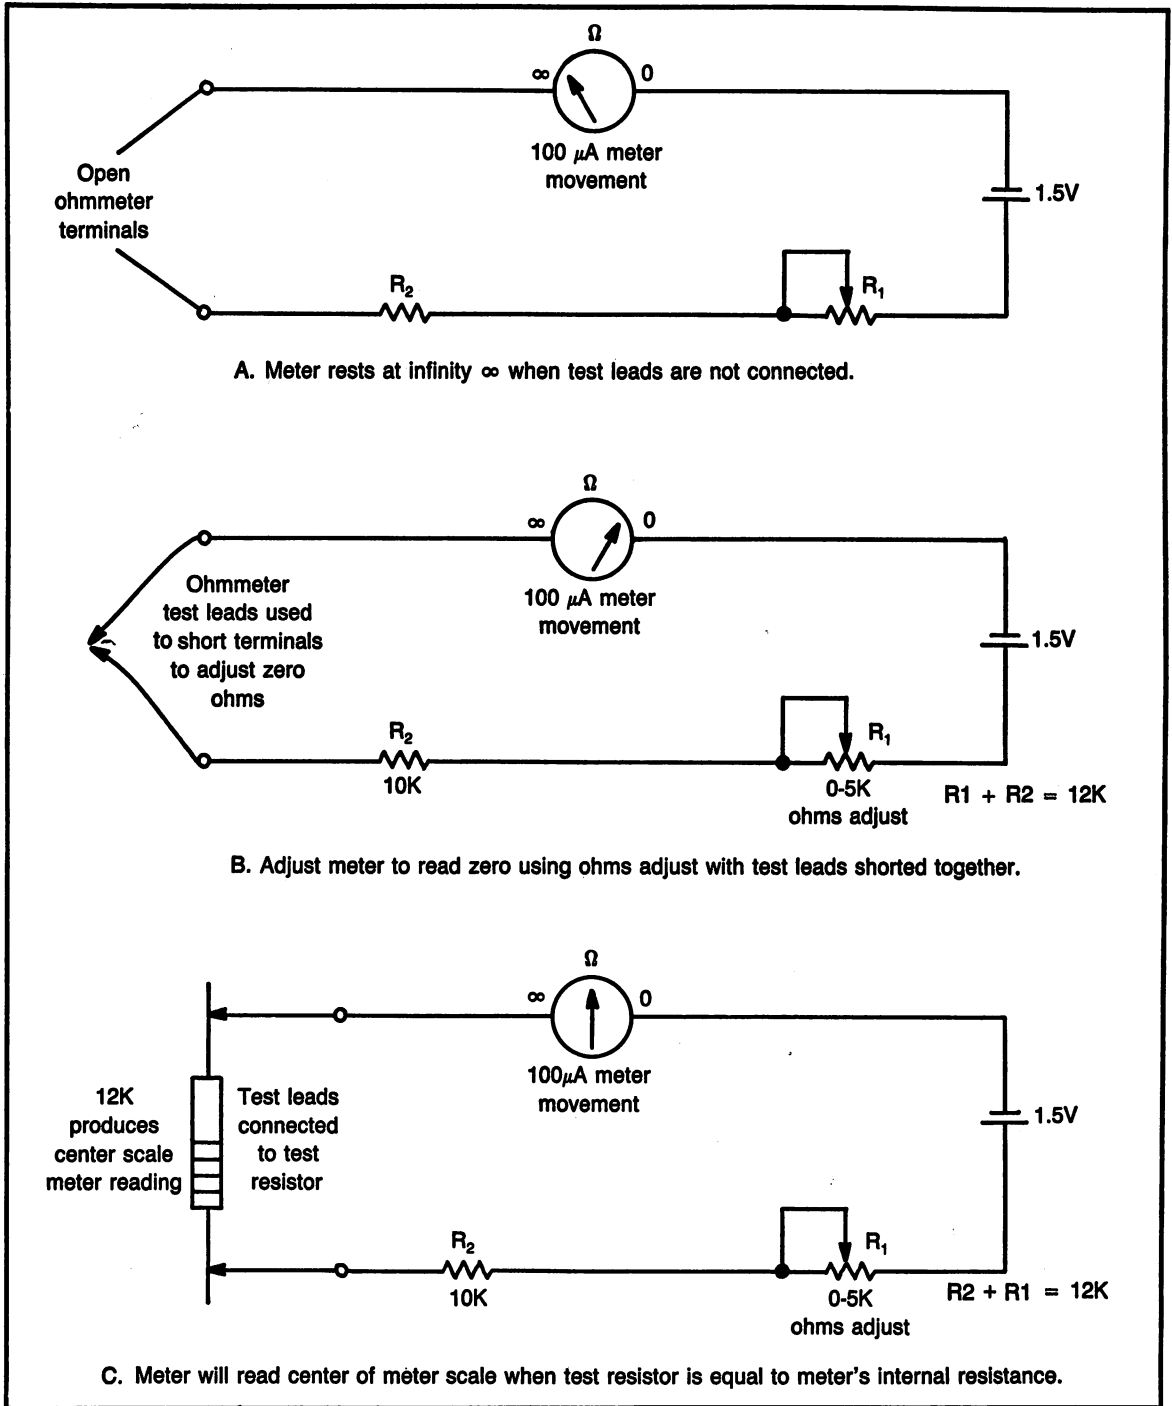 Ω
∞ 0
100 μA meter
movement
Open
ohmmeter
terminals
1.5V
R₂
R₁
A. Meter rests at infinity ∞ when test leads are not connected.
Ω
∞ 0
100 μA meter
movement
Ohmmeter
test leads used
to short terminals
to adjust zero
ohms
1.5V
R₂
10K
R₁
0-5K
ohms adjust
R1 + R2 = 12K
B. Adjust meter to read zero using ohms adjust with test leads shorted together.
Ω
∞ 0
100μA meter
movement
12K
produces
center scale
meter reading
Test leads
connected
to test
resistor
1.5V
R₂
10K
R₁
0-5K
ohms adjust
R2 + R1 = 12K
C. Meter will read center of meter scale when test resistor is equal to meter's internal resistance.